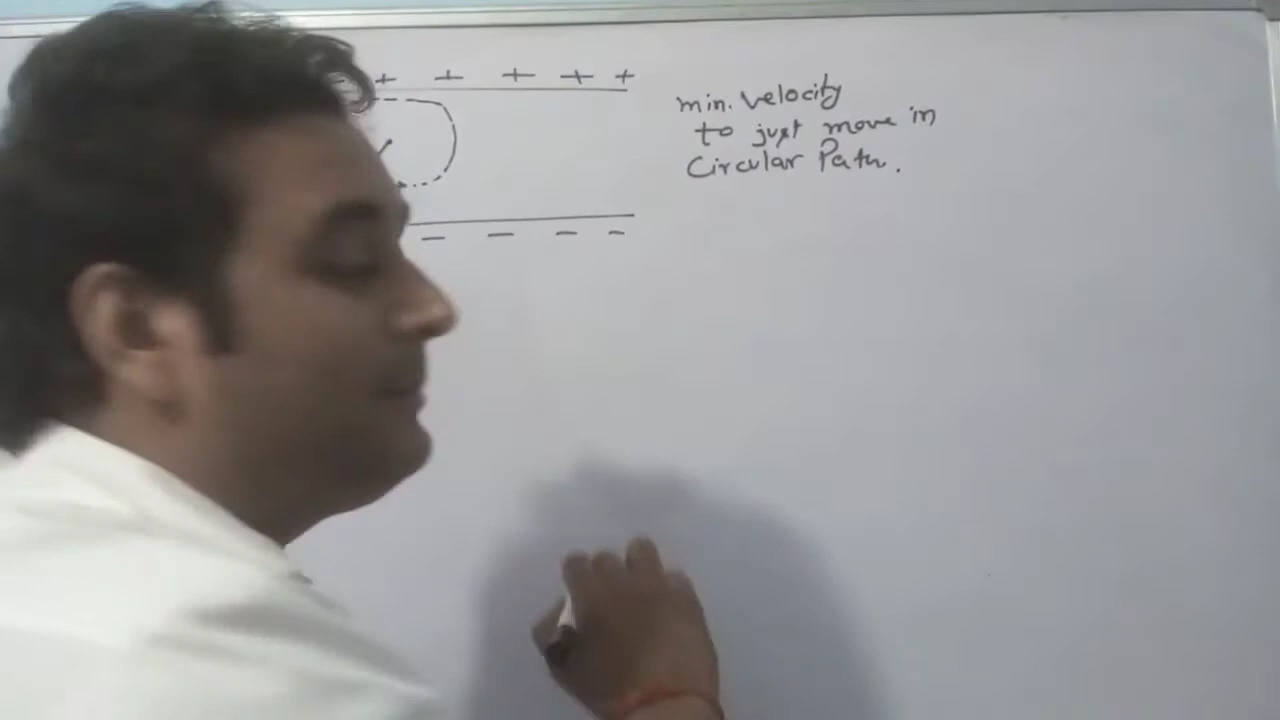 + + + + +
min. velocity
to just move in
Circular Path.
- - - -